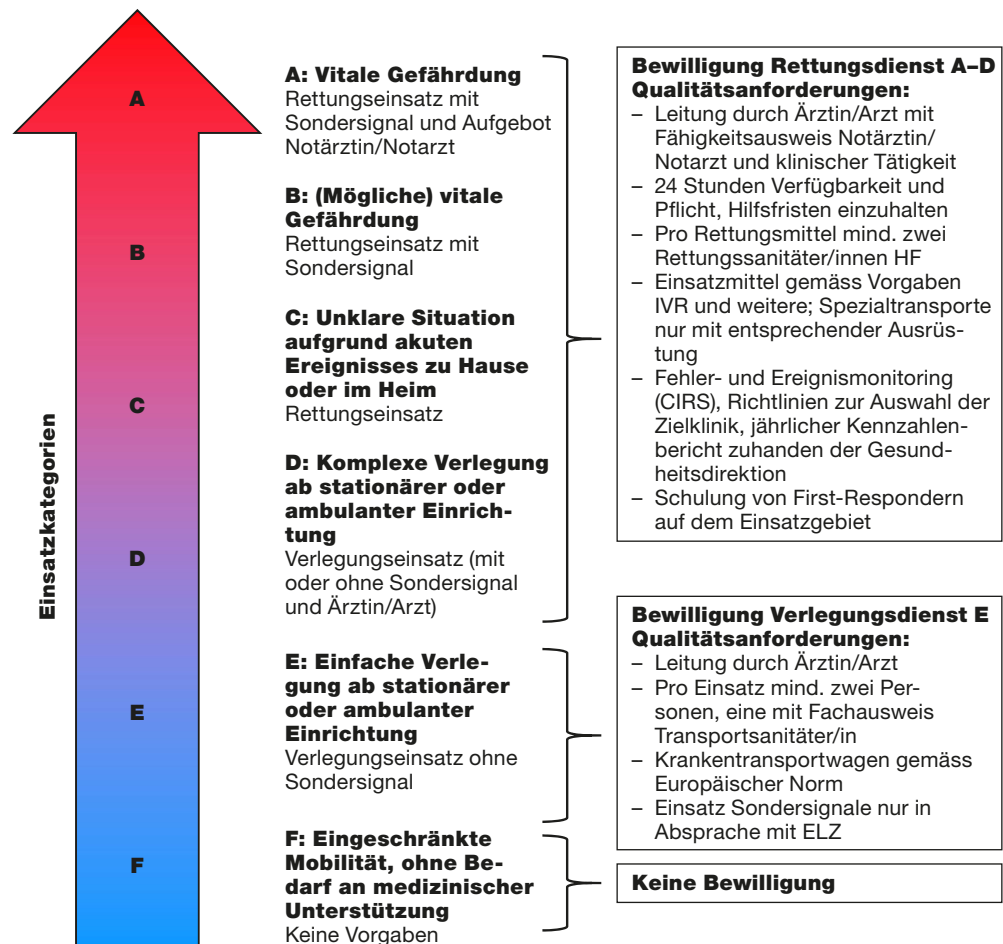 Einsatzkategorien
A
B
C
D
E
F
A: Vitale Gefährdung
Rettungseinsatz mit
Sondersignal und Aufgebot
Notärztin/Notarzt
B: (Mögliche) vitale
Gefährdung
Rettungseinsatz mit
Sondersignal
C: Unklare Situation
aufgrund akuten
Ereignisses zu Hause
oder im Heim
Rettungseinsatz
D: Komplexe Verlegung
ab stationärer oder
ambulanter Einrich-
tung
Verlegungseinsatz (mit
oder ohne Sondersignal
und Ärztin/Arzt)
E: Einfache Verle-
gung ab stationärer
oder ambulanter
Einrichtung
Verlegungseinsatz ohne
Sondersignal
F: Eingeschränkte
Mobilität, ohne Be-
darf an medizinischer
Unterstützung
Keine Vorgaben
Bewilligung Rettungsdienst A–D
Qualitätsanforderungen:
– Leitung durch Ärztin/Arzt mit
Fähigkeitsausweis Notärztin/
Notarzt und klinischer Tätigkeit
– 24 Stunden Verfügbarkeit und
Pflicht, Hilfsfristen einzuhalten
– Pro Rettungsmittel mind. zwei
Rettungssanitäter/innen HF
– Einsatzmittel gemäss Vorgaben
IVR und weitere; Spezialtransporte
nur mit entsprechender Ausrüs-
tung
– Fehler- und Ereignismonitoring
(CIRS), Richtlinien zur Auswahl der
Zielklinik, jährlicher Kennzahlen-
bericht zuhanden der Gesund-
heitsdirektion
– Schulung von First-Respondern
auf dem Einsatzgebiet
Bewilligung Verlegungsdienst E
Qualitätsanforderungen:
– Leitung durch Ärztin/Arzt
– Pro Einsatz mind. zwei Per-
sonen, eine mit Fachausweis
Transportsanitäter/in
– Krankentransportwagen gemäss
Europäischer Norm
– Einsatz Sondersignale nur in
Absprache mit ELZ
Keine Bewilligung